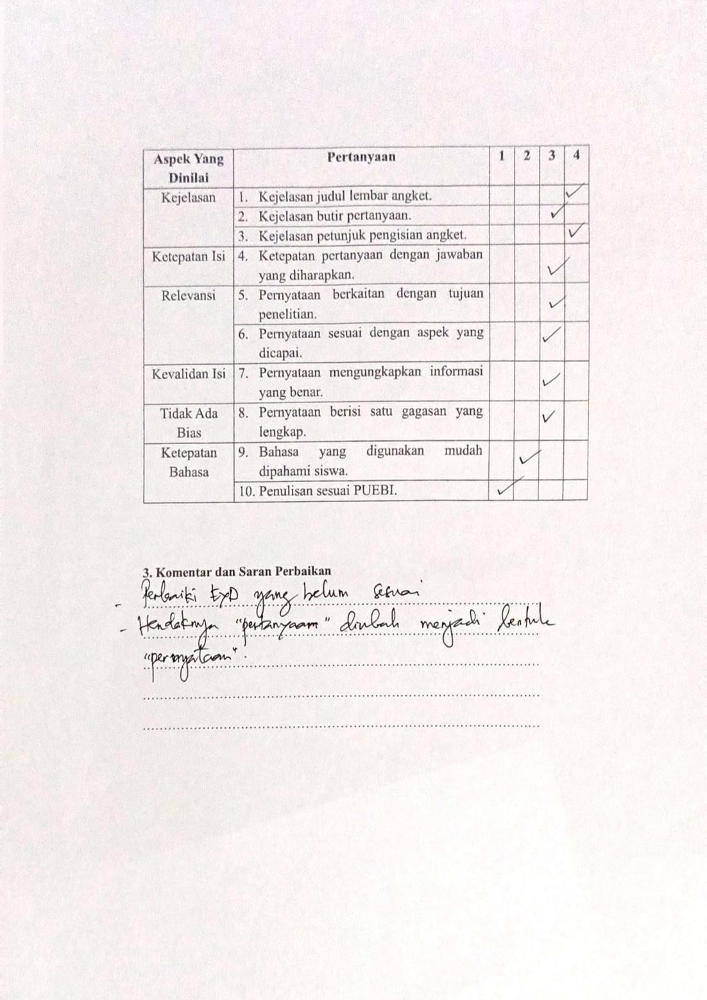 Aspek Yang Dinilai Pertanyaan 1 2 3 4
Kejelasan 1. Kejelasan judul lembar angket. ✓
2. Kejelasan butir pertanyaan. ✓
3. Kejelasan petunjuk pengisian angket. ✓
Ketepatan Isi 4. Ketepatan pertanyaan dengan jawaban
yang diharapkan. ✓
Relevansi 5. Pernyataan berkaitan dengan tujuan
penelitian. ✓
6. Pernyataan sesuai dengan aspek yang
dicapai. ✓
Kevalidan Isi 7. Pernyataan mengungkapkan informasi
yang benar. ✓
Tidak Ada 8. Pernyataan berisi satu gagasan yang
Bias lengkap. ✓
Ketepatan 9. Bahasa yang digunakan mudah
Bahasa dipahami siswa. ✓
10. Penulisan sesuai PUEBI. ✓
3. Komentar dan Saran Perbaikan
- Perbaiki EYD yang belum sesuai
- Hendaknya "pertanyaan" diubah menjadi bentuk
"pernyataan".